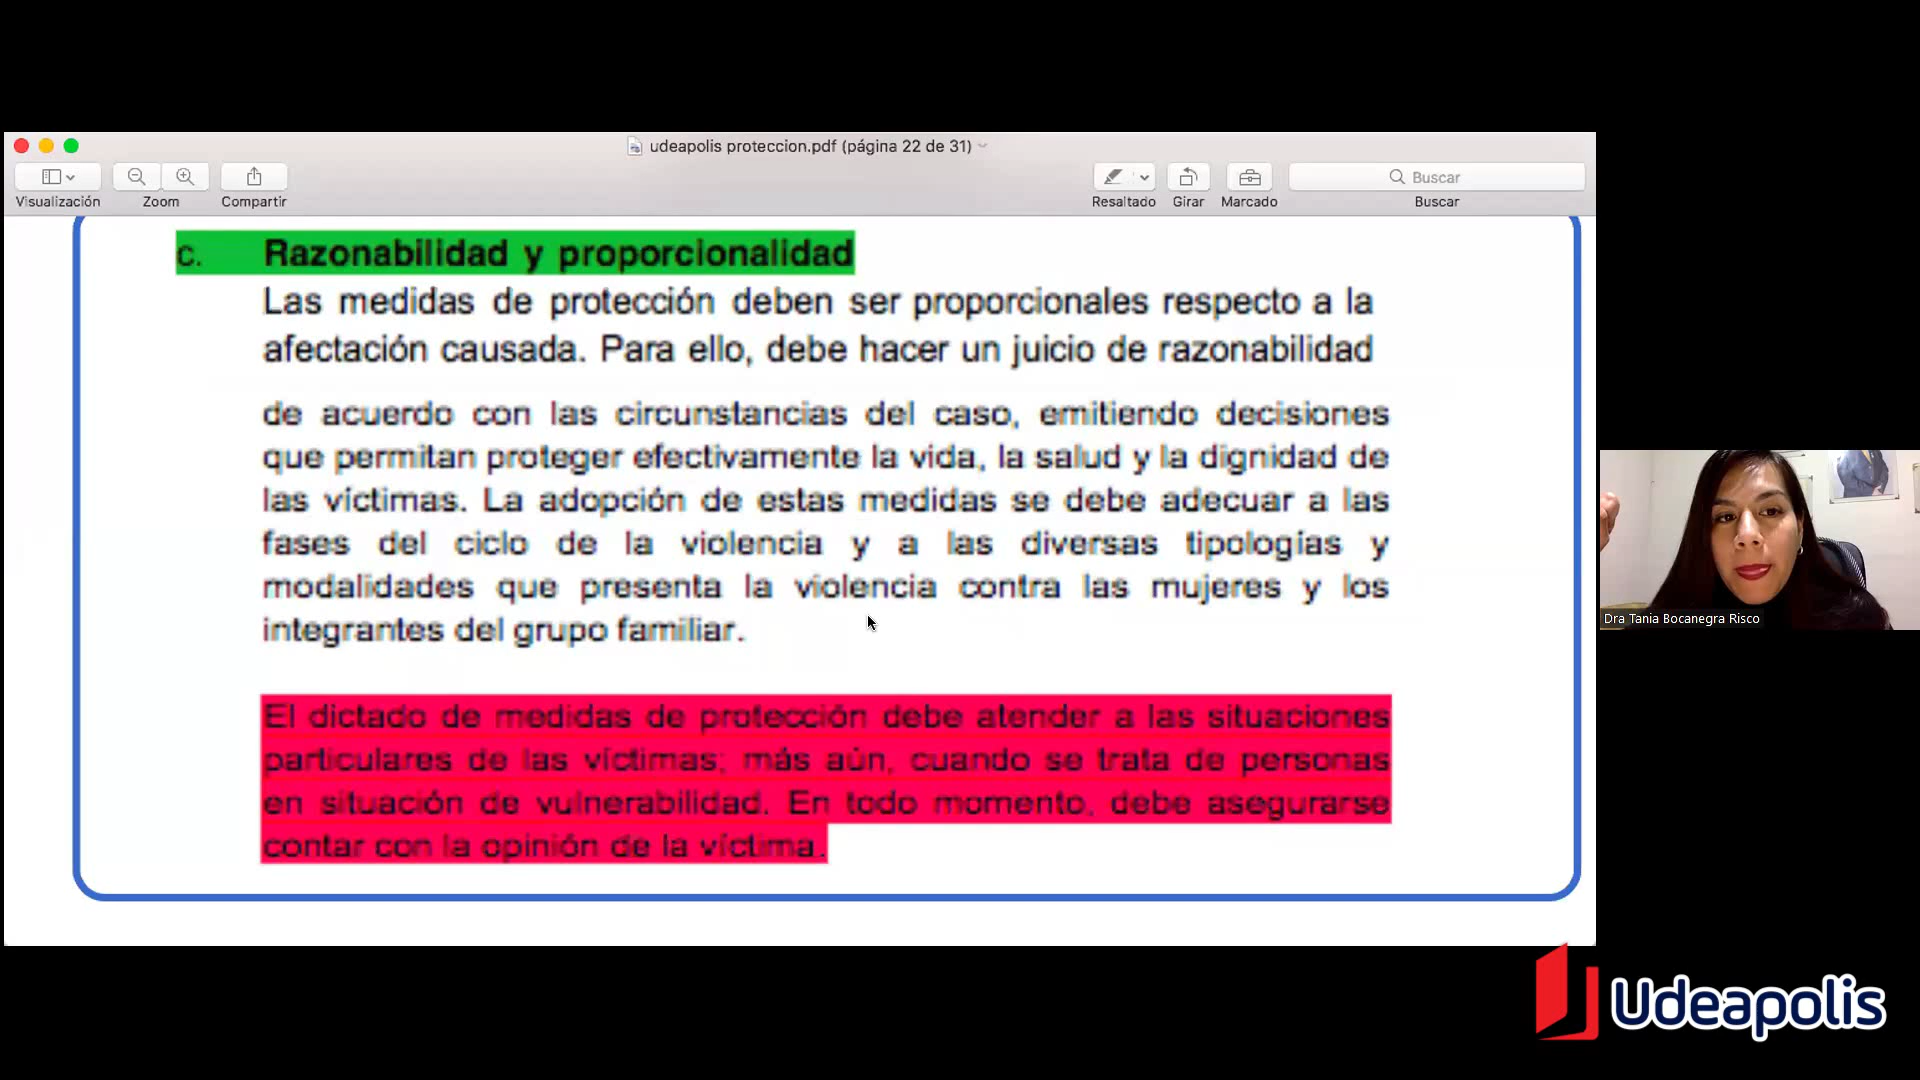 udeapolis proteccion.pdf (página 22 de 31)
Visualización
Zoom
Compartir
Resaltado
Girar
Marcado
Buscar
Buscar
c. Razonabilidad y proporcionalidad
Las medidas de protección deben ser proporcionales respecto a la
afectación causada. Para ello, debe hacer un juicio de razonabilidad
de acuerdo con las circunstancias del caso, emitiendo decisiones
que permitan proteger efectivamente la vida, la salud y la dignidad de
las víctimas. La adopción de estas medidas se debe adecuar a las
fases del ciclo de la violencia y a las diversas tipologías y
modalidades que presenta la violencia contra las mujeres y los
integrantes del grupo familiar.
El dictado de medidas de protección debe atender a las situaciones
particulares de las víctimas; más aún, cuando se trata de personas
en situación de vulnerabilidad. En todo momento, debe asegurarse
contar con la opinión de la víctima.
Dra Tania Bocanegra Risco
Udeapolis